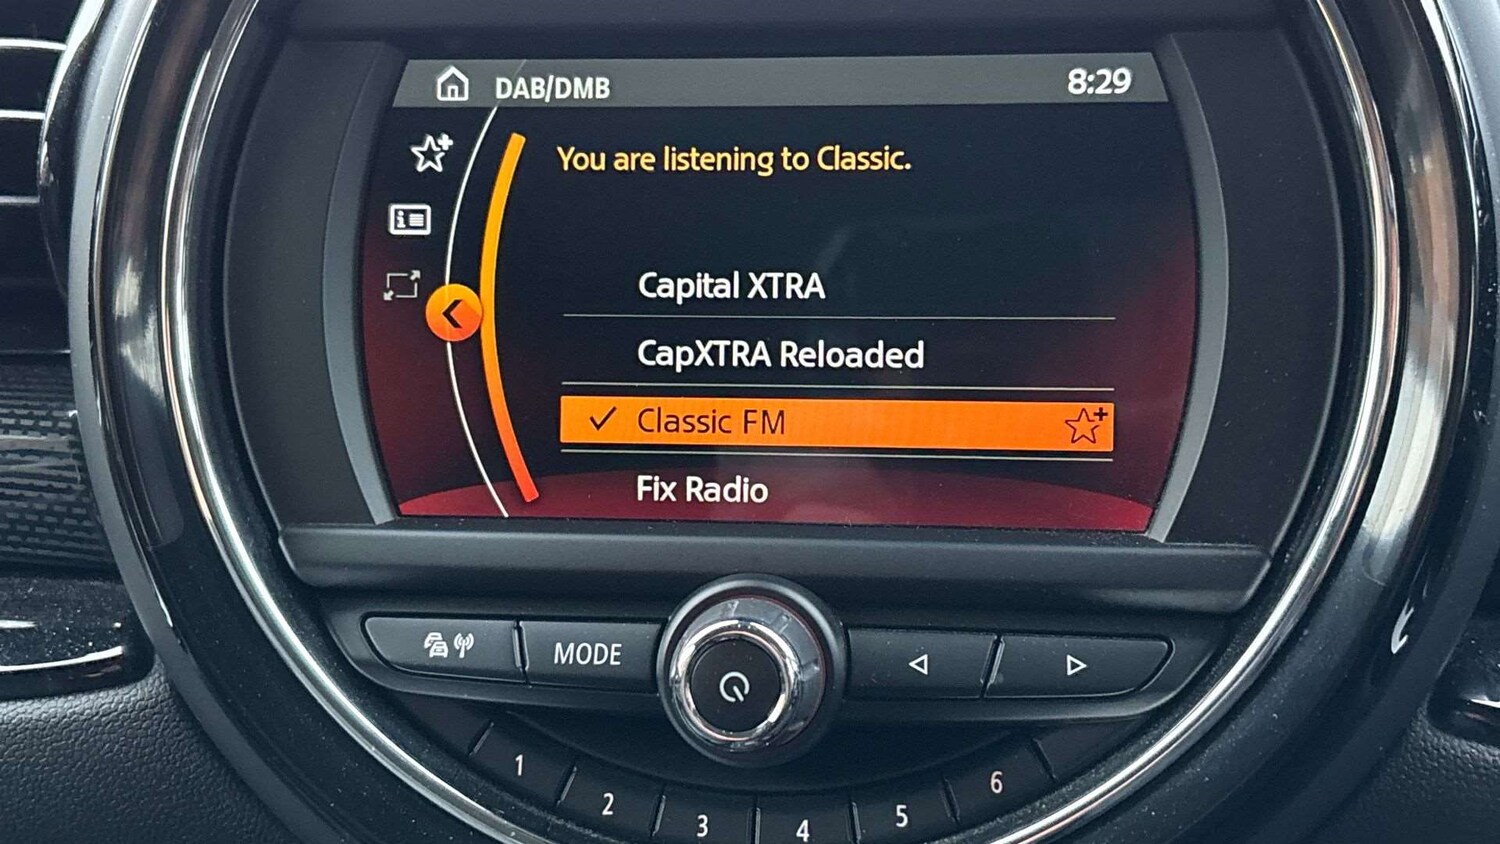 DAB/DMB 8:29
You are listening to Classic.
Capital XTRA
CapXTRA Reloaded
Classic FM
Fix Radio
MODE
1 2 3 4 5 6